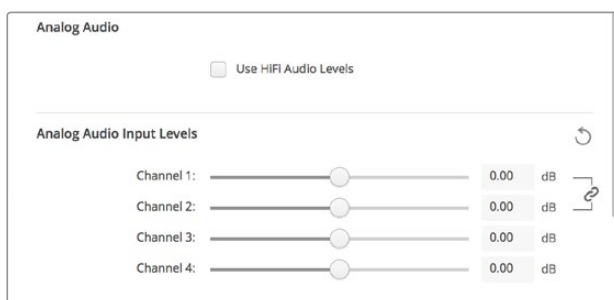 Analog Audio
Use HiFi Audio Levels
Analog Audio Input Levels
Channel 1: 0.00 dB
Channel 2: 0.00 dB
Channel 3: 0.00 dB
Channel 4: 0.00 dB